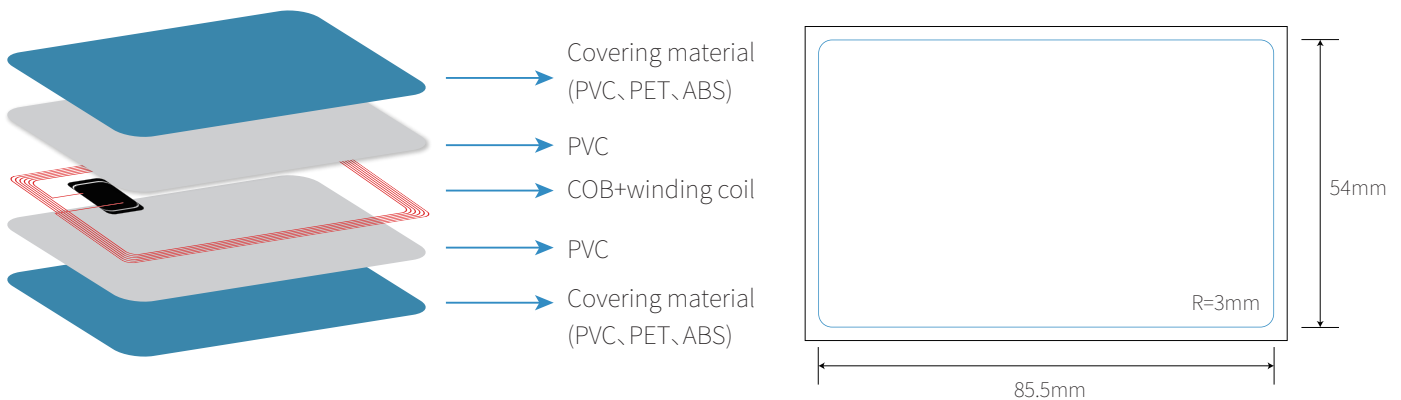 Covering material
(PVC、PET、ABS)
PVC
COB+winding coil
PVC
Covering material
(PVC、PET、ABS)
54mm
R=3mm
85.5mm